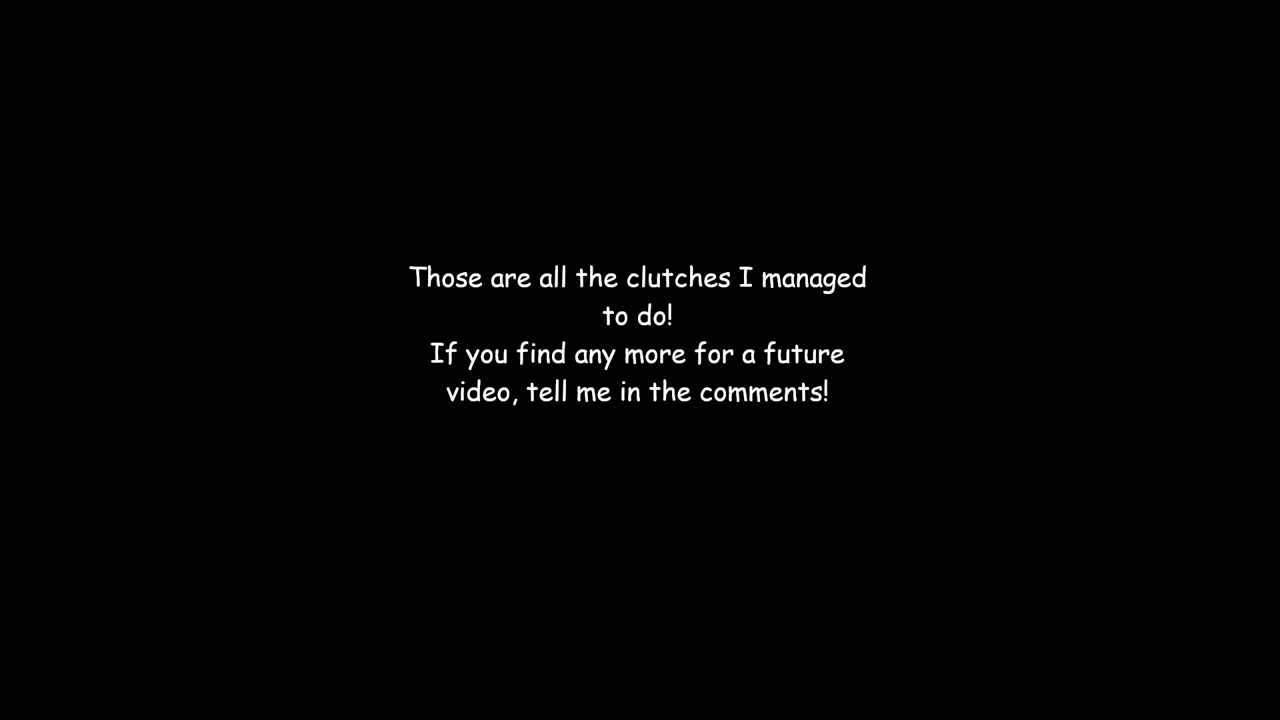 Those are all the clutches I managed
to do!
If you find any more for a future
video, tell me in the comments!